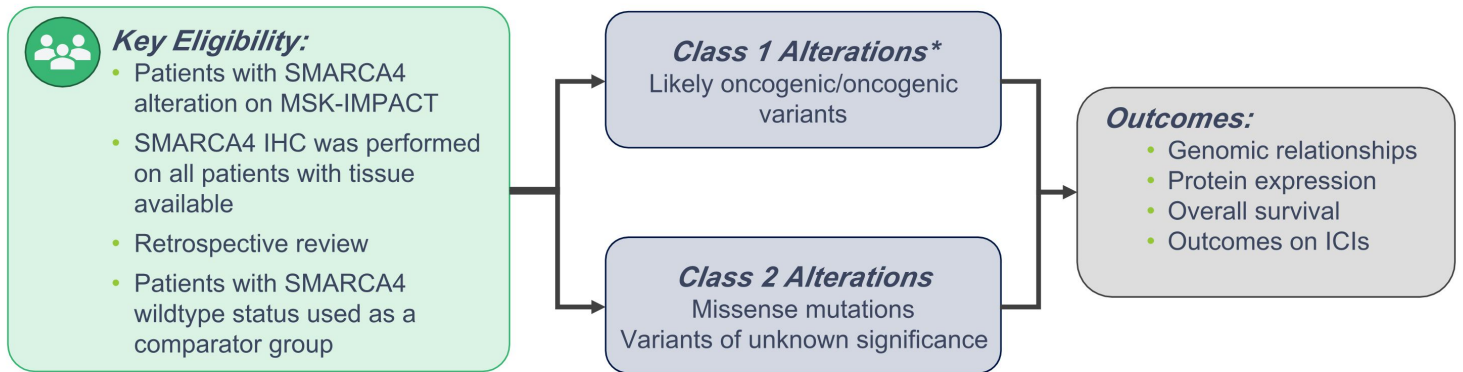 Key Eligibility:
• Patients with SMARCA4
alteration on MSK-IMPACT
• SMARCA4 IHC was performed
on all patients with tissue
available
• Retrospective review
• Patients with SMARCA4
wildtype status used as a
comparator group
Class 1 Alterations*
Likely oncogenic/oncogenic
variants
Class 2 Alterations
Missense mutations
Variants of unknown significance
Outcomes:
• Genomic relationships
• Protein expression
• Overall survival
• Outcomes on ICIs